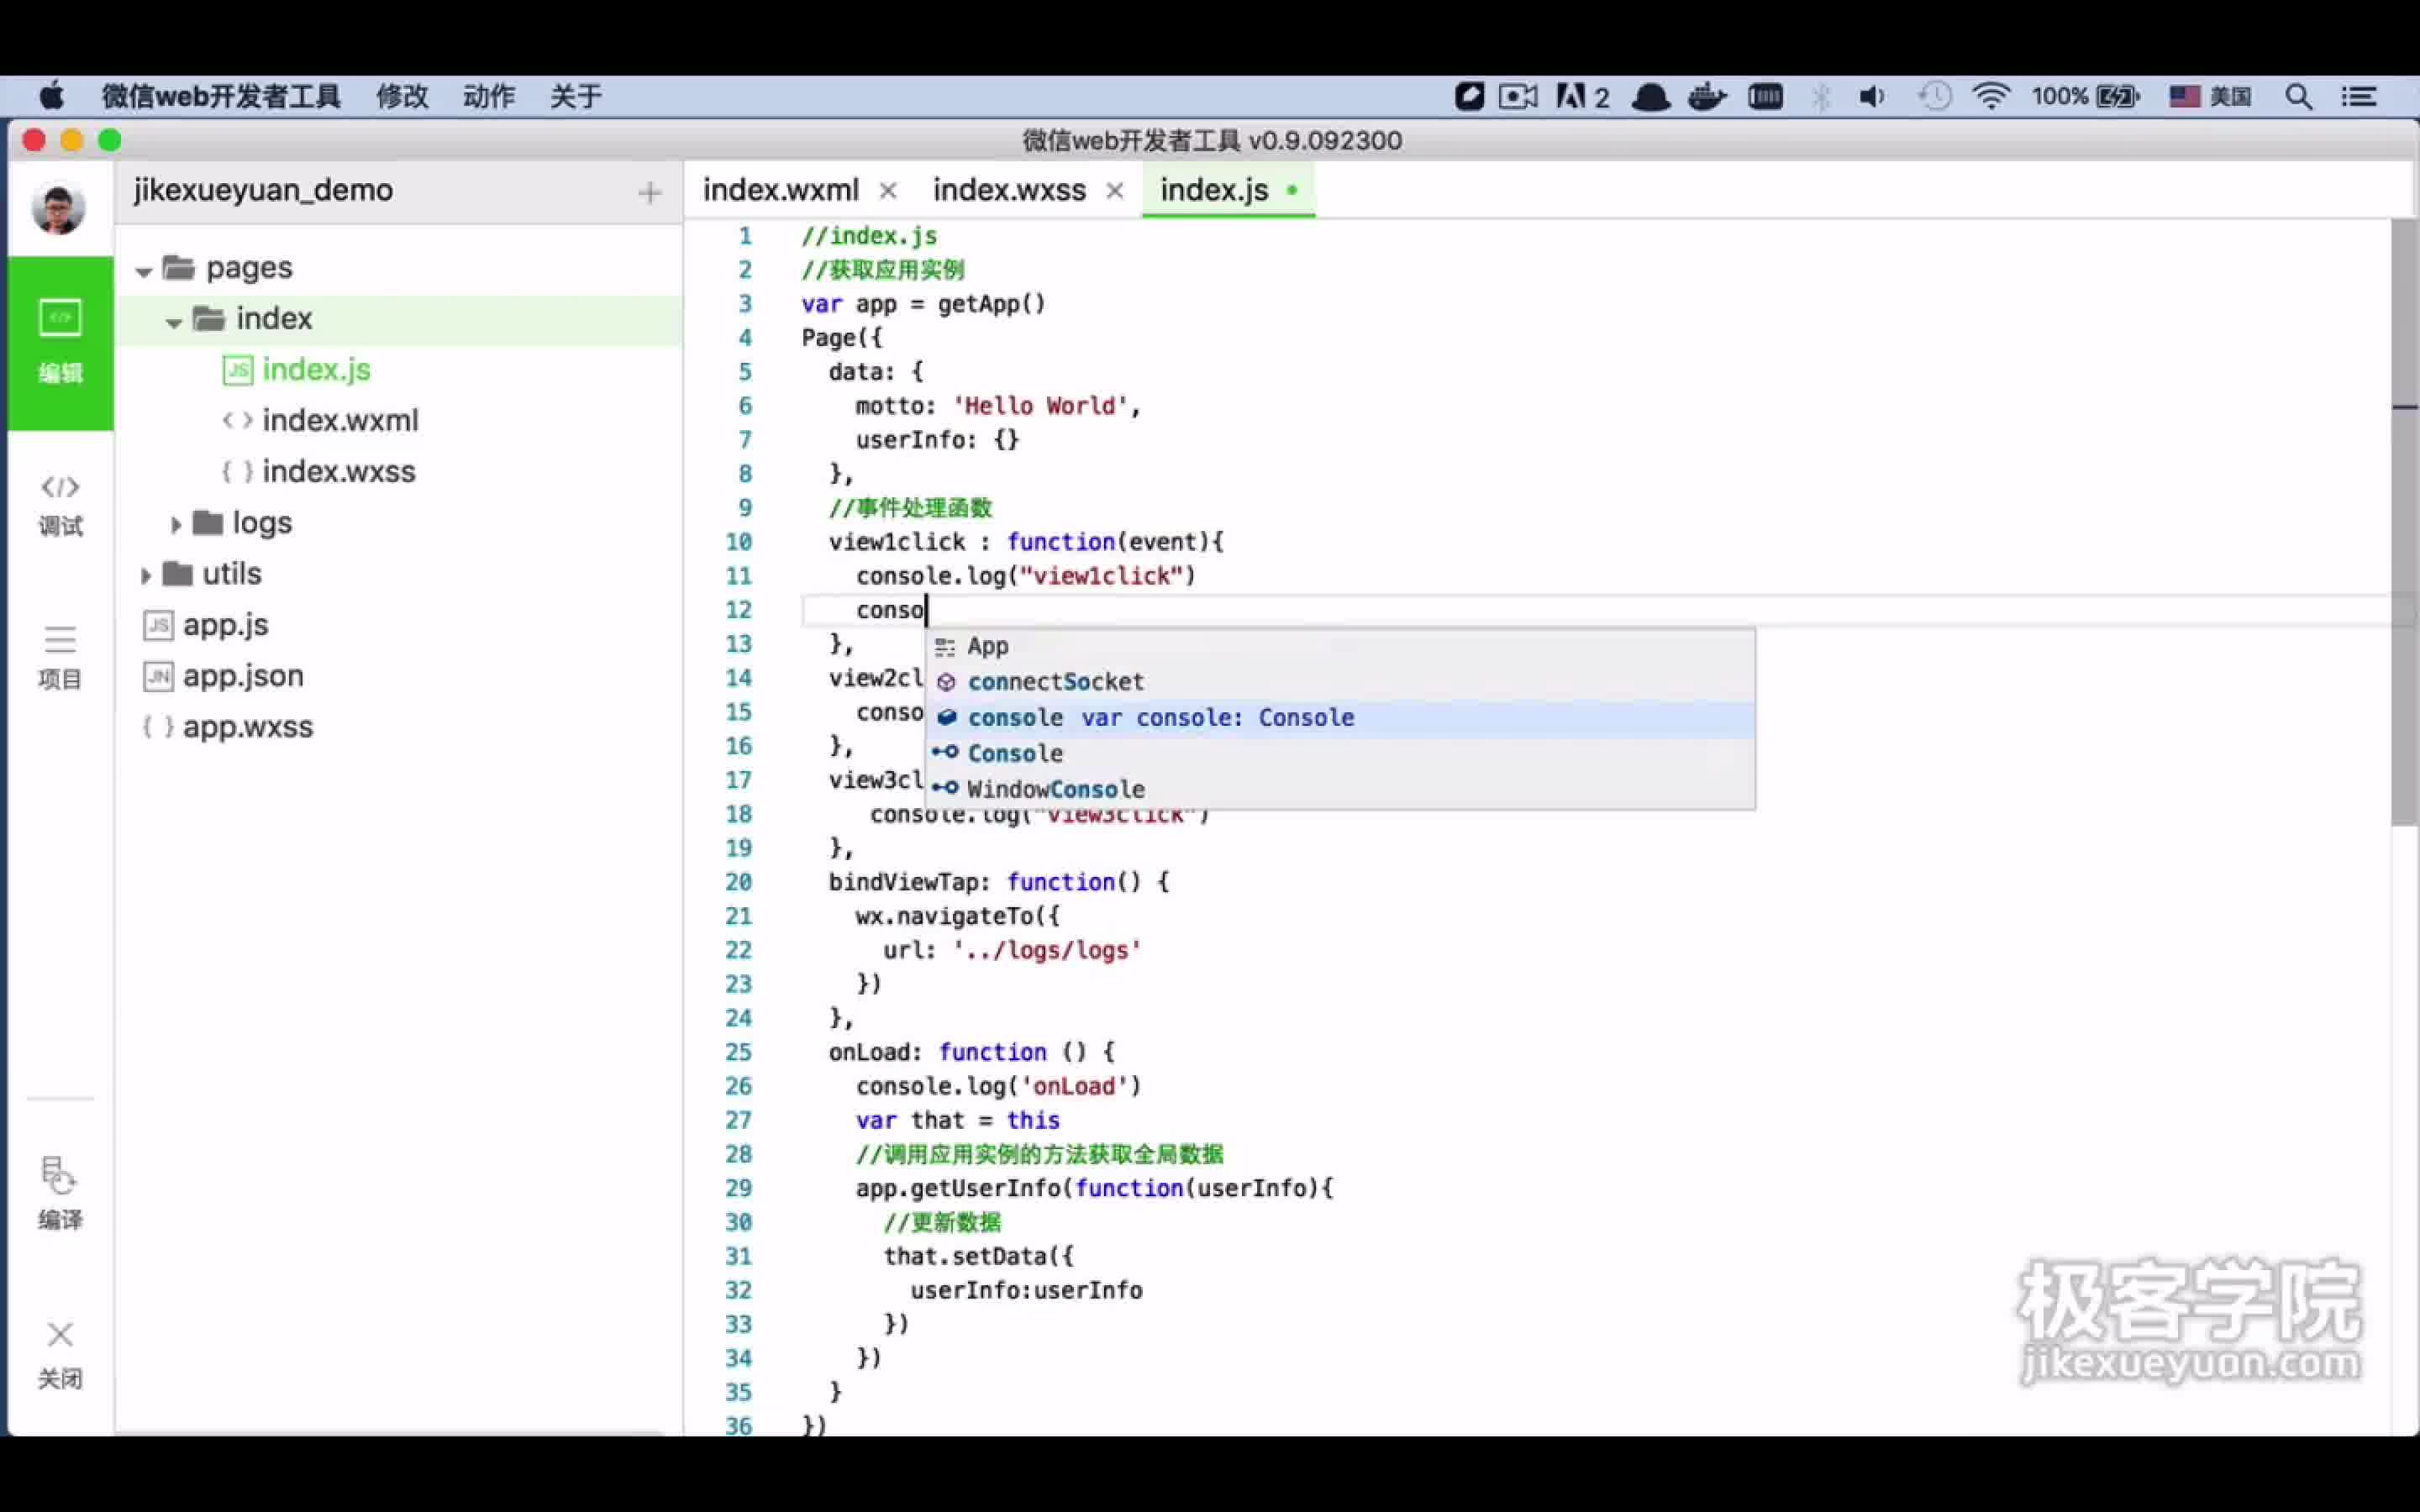 微信web开发者工具 修改 动作 关于
2 100% 美国
微信web开发者工具 v0.9.092300
jikexueyuan_demo
pages
index
index.js
index.wxml
index.wxss
logs
utils
app.js
app.json
app.wxss
编辑
调试
项目
编译
关闭
index.wxml index.wxss index.js
1 //index.js
2 //获取应用实例
3 var app = getApp()
4 Page({
5 data: {
6 motto: 'Hello World',
7 userInfo: {}
8 },
9 //事件处理函数
10 view1click : function(event){
11 console.log("view1click")
12 conso
13 },
14 view2cl
15 conso
16 },
17 view3cl
18 console.log("view3click")
19 },
20 bindViewTap: function() {
21 wx.navigateTo({
22 url: '../logs/logs'
23 })
24 },
25 onLoad: function () {
26 console.log('onLoad')
27 var that = this
28 //调用应用实例的方法获取全局数据
29 app.getUserInfo(function(userInfo){
30 //更新数据
31 that.setData({
32 userInfo:userInfo
33 })
34 })
35 }
36 })
App
connectSocket
console var console: Console
Console
WindowConsole
极客学院
jikexueyuan.com